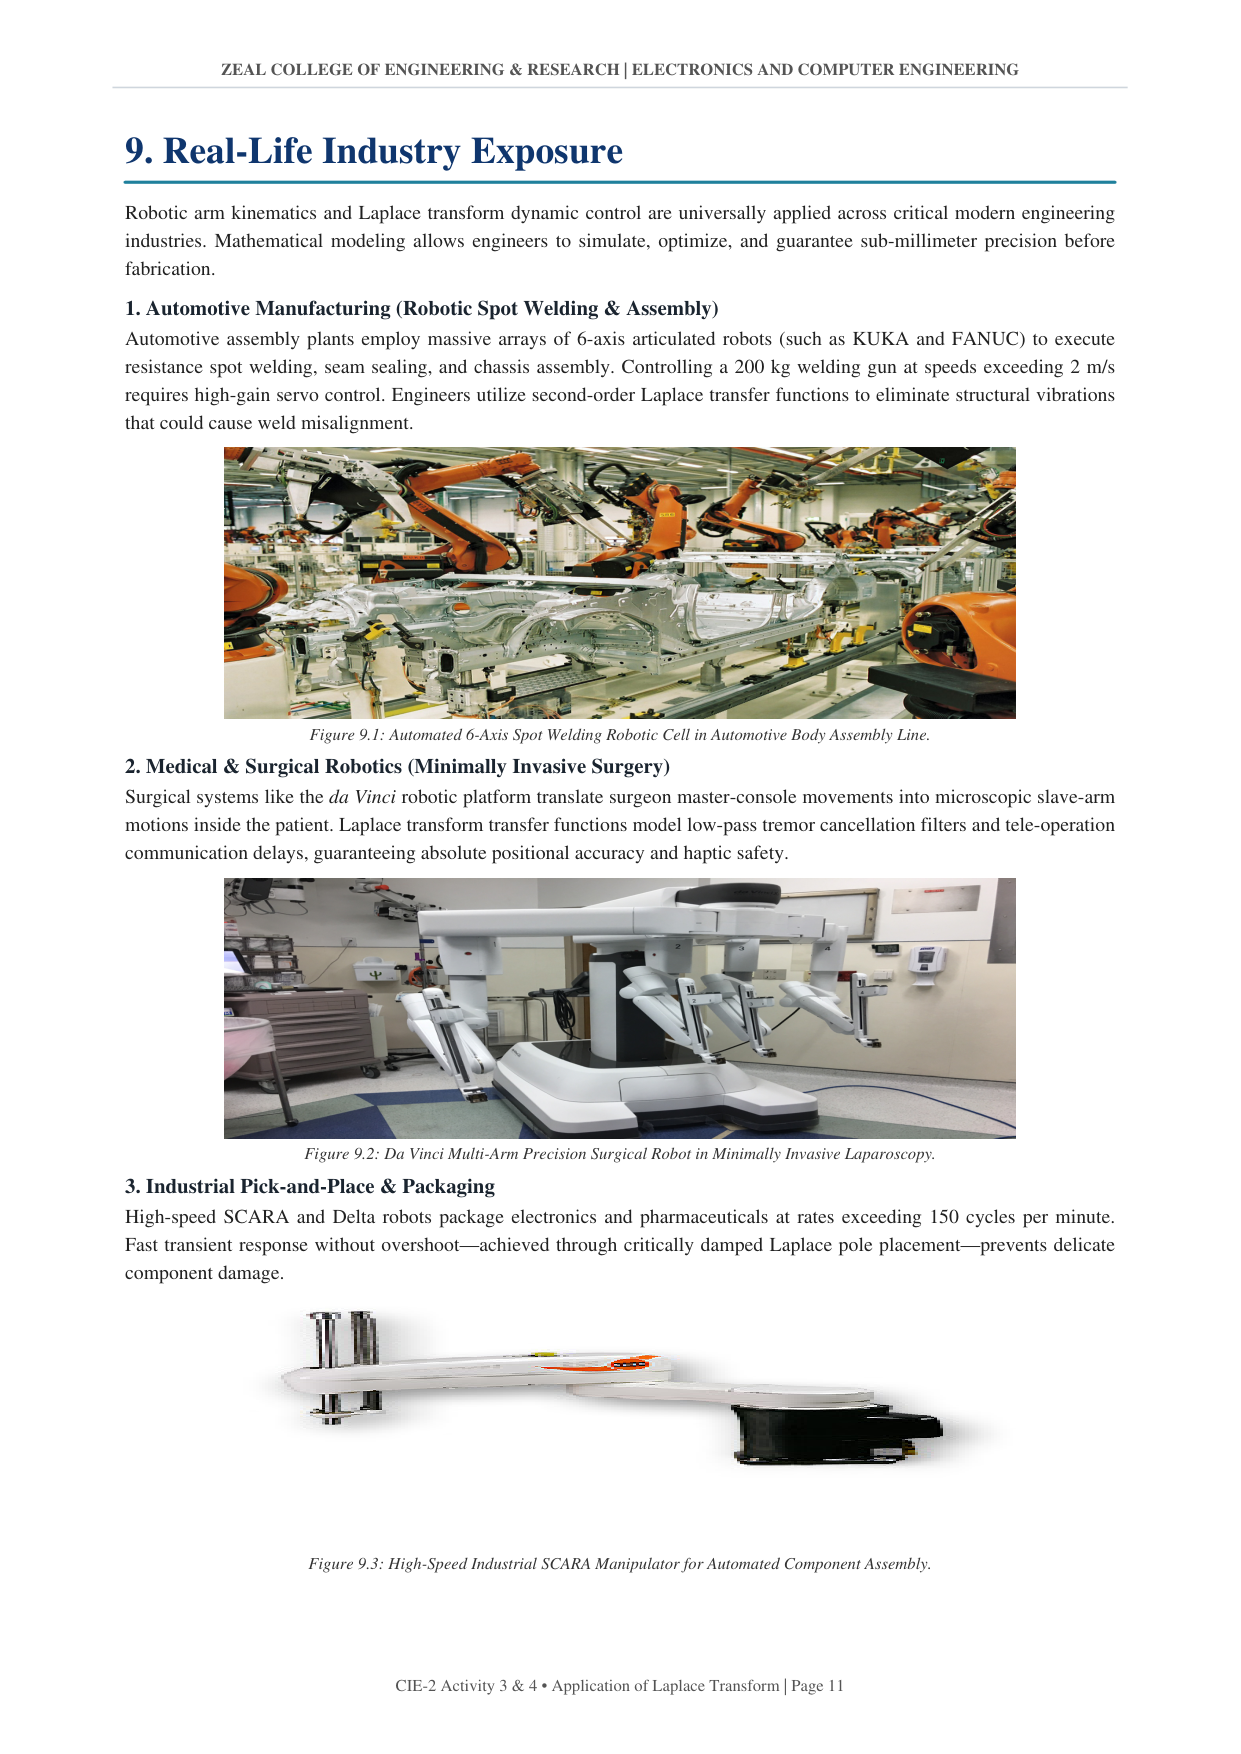 ZEAL COLLEGE OF ENGINEERING & RESEARCH | ELECTRONICS AND COMPUTER ENGINEERING
9. Real-Life Industry Exposure
Robotic arm kinematics and Laplace transform dynamic control are universally applied across critical modern engineering
industries. Mathematical modeling allows engineers to simulate, optimize, and guarantee sub-millimeter precision before
fabrication.
1. Automotive Manufacturing (Robotic Spot Welding & Assembly)
Automotive assembly plants employ massive arrays of 6-axis articulated robots (such as KUKA and FANUC) to execute
resistance spot welding, seam sealing, and chassis assembly. Controlling a 200 kg welding gun at speeds exceeding 2 m/s
requires high-gain servo control. Engineers utilize second-order Laplace transfer functions to eliminate structural vibrations
that could cause weld misalignment.
Figure 9.1: Automated 6-Axis Spot Welding Robotic Cell in Automotive Body Assembly Line.
2. Medical & Surgical Robotics (Minimally Invasive Surgery)
Surgical systems like the da Vinci robotic platform translate surgeon master-console movements into microscopic slave-arm
motions inside the patient. Laplace transform transfer functions model low-pass tremor cancellation filters and tele-operation
communication delays, guaranteeing absolute positional accuracy and haptic safety.
2
3
4
2
Figure 9.2: Da Vinci Multi-Arm Precision Surgical Robot in Minimally Invasive Laparoscopy.
3. Industrial Pick-and-Place & Packaging
High-speed SCARA and Delta robots package electronics and pharmaceuticals at rates exceeding 150 cycles per minute.
Fast transient response without overshoot—achieved through critically damped Laplace pole placement—prevents delicate
component damage.
Figure 9.3: High-Speed Industrial SCARA Manipulator for Automated Component Assembly.
CIE-2 Activity 3 & 4 • Application of Laplace Transform | Page 11